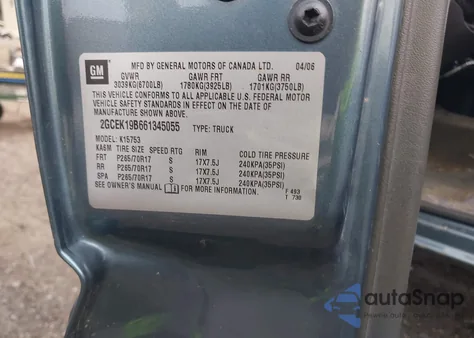 GM
MFD BY GENERAL MOTORS OF CANADA LTD. 04/06
GVWR GAWR FRT GAWR RR
3039KG(6700LB) 1780KG(3925LB) 1701KG(3750LB)
THIS VEHICLE CONFORMS TO ALL APPLICABLE U.S. FEDERAL MOTOR
VEHICLE SAFETY STANDARDS IN EFFECT ON THE DATE OF
MANUFACTURE SHOWN ABOVE.
2GCEK19B661345055 TYPE: TRUCK
MODEL: K15753
KA6M TIRE SIZE SPEED RTG RIM COLD TIRE PRESSURE
FRT P265/70R17 S 17X7.5J 240KPA(35PSI)
RR P265/70R17 S 17X7.5J 240KPA(35PSI)
SPA P265/70R17 S 17X7.5J 240KPA(35PSI)
SEE OWNER'S MANUAL FOR MORE INFORMATION.
F 493
T 730
autoSnap